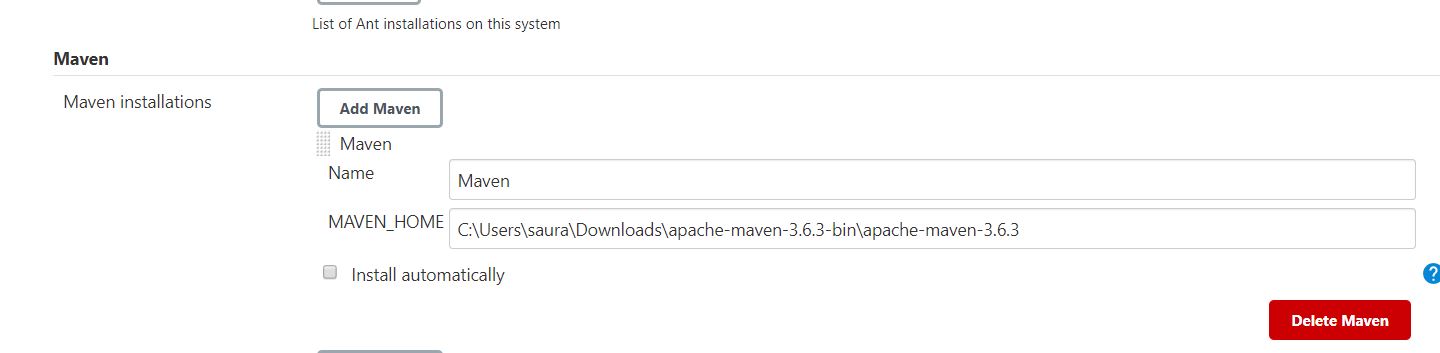 List of Ant installations on this system
Maven
Maven installations
Add Maven
Maven
Name
Maven
MAVEN_HOME
C:\Users\saura\Downloads\apache-maven-3.6.3-bin\apache-maven-3.6.3
Install automatically
?
Delete Maven